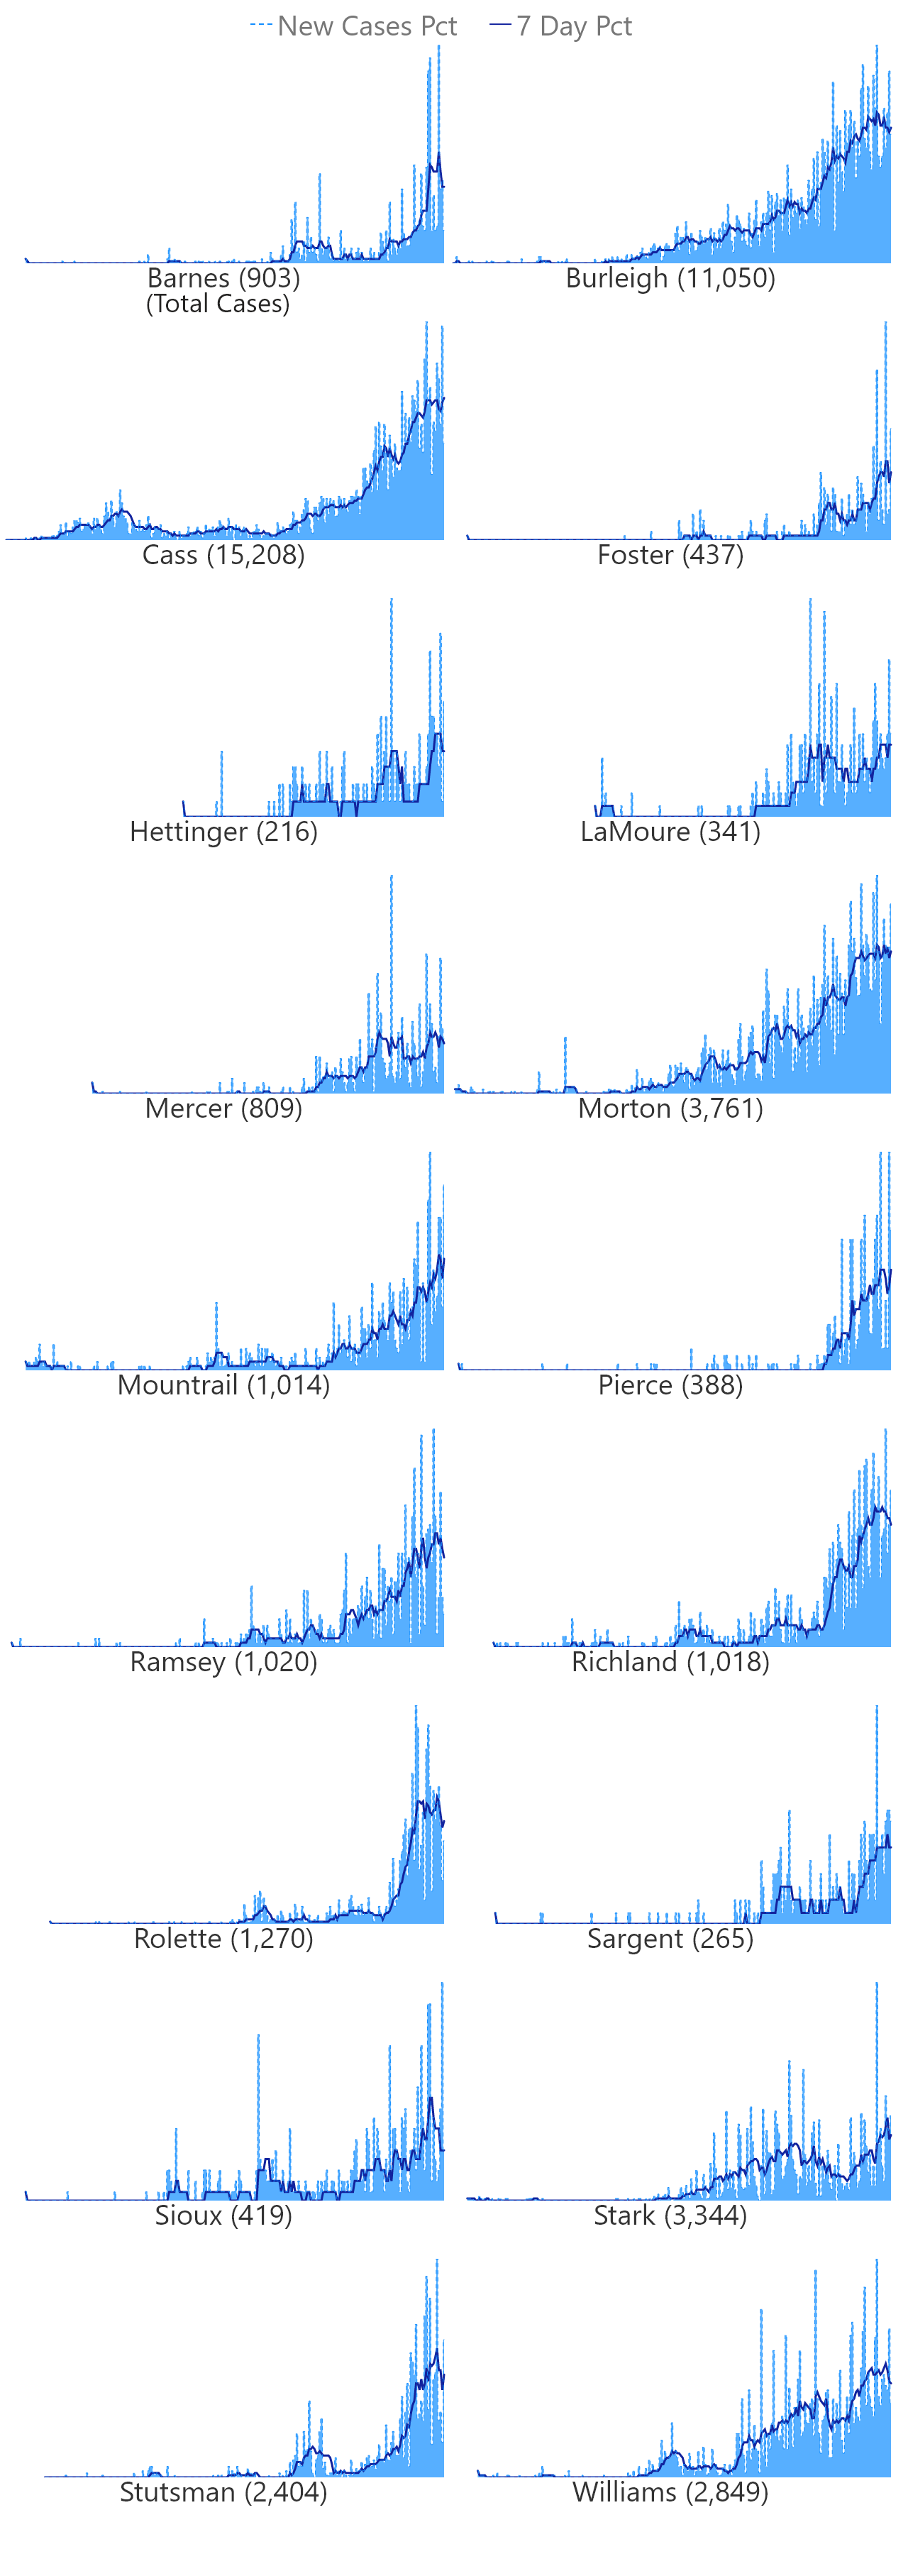 New Cases Pct 7 Day Pct
Barnes (903) Burleigh (11,050)
(Total Cases)
Cass (15,208) Foster (437)
Hettinger (216) LaMoure (341)
Mercer (809) Morton (3,761)
Mountrail (1,014) Pierce (388)
Ramsey (1,020) Richland (1,018)
Rolette (1,270) Sargent (265)
Sioux (419) Stark (3,344)
Stutsman (2,404) Williams (2,849)